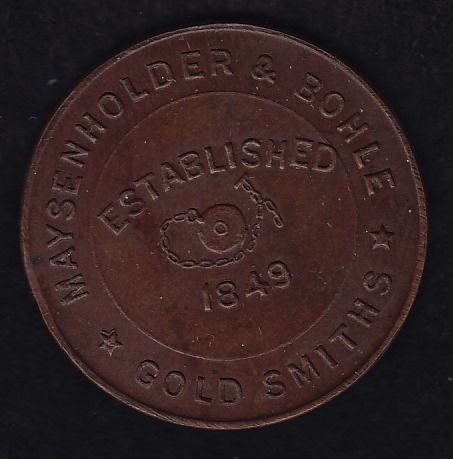 MAYSENHOLDER & BOHLE
ESTABLISHED
1849
GOLD SMITHS